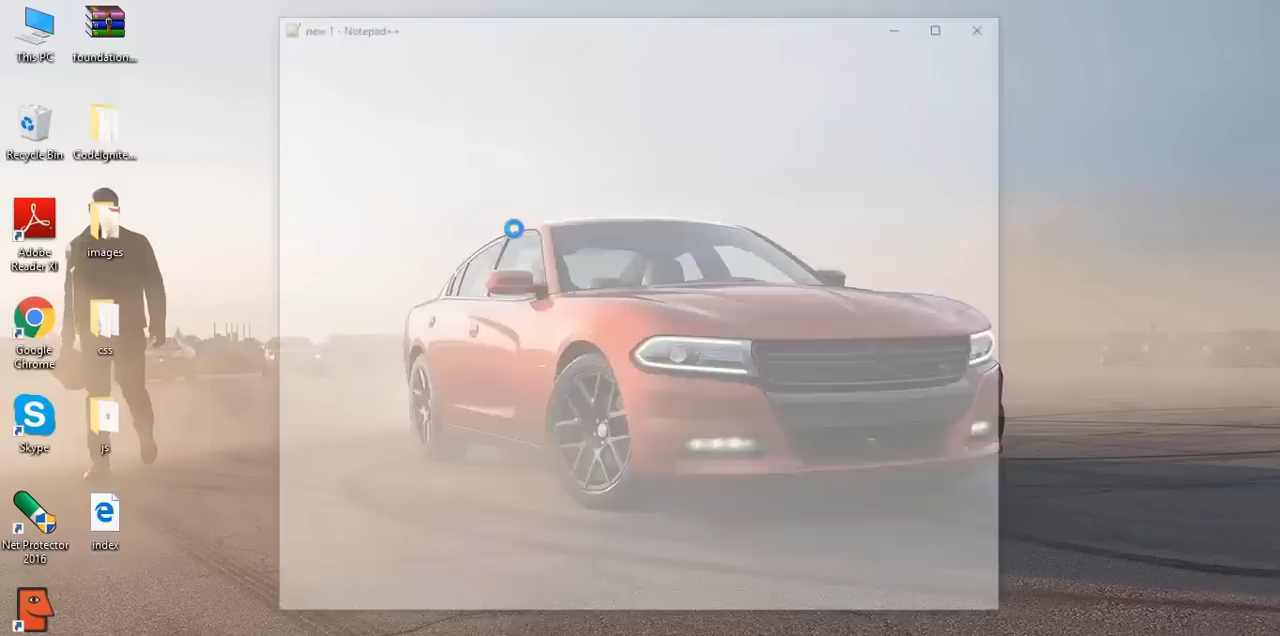 new 1 - Notepad++
This PC
foundation...
Recycle Bin
CodeIgnite...
Adobe
Reader XI
images
Google
Chrome
css
Skype
js
Net Protector
2016
index